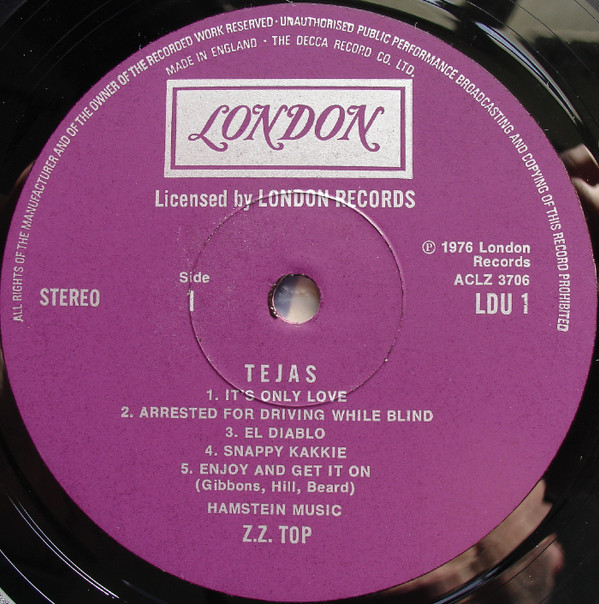 ALL RIGHTS OF THE MANUFACTURER AND OF THE OWNER OF THE RECORDED WORK RESERVED · UNAUTHORISED PUBLIC PERFORMANCE BROADCASTING AND COPYING OF THIS RECORD PROHIBITED
MADE IN ENGLAND · THE DECCA RECORD CO. LTD.
LONDON
Licensed by LONDON RECORDS
℗ 1976 London
Records
ACLZ 3706
LDU 1
Side
1
STEREO
TEJAS
1. IT'S ONLY LOVE
2. ARRESTED FOR DRIVING WHILE BLIND
3. EL DIABLO
4. SNAPPY KAKKIE
5. ENJOY AND GET IT ON
(Gibbons, Hill, Beard)
HAMSTEIN MUSIC
Z.Z. TOP